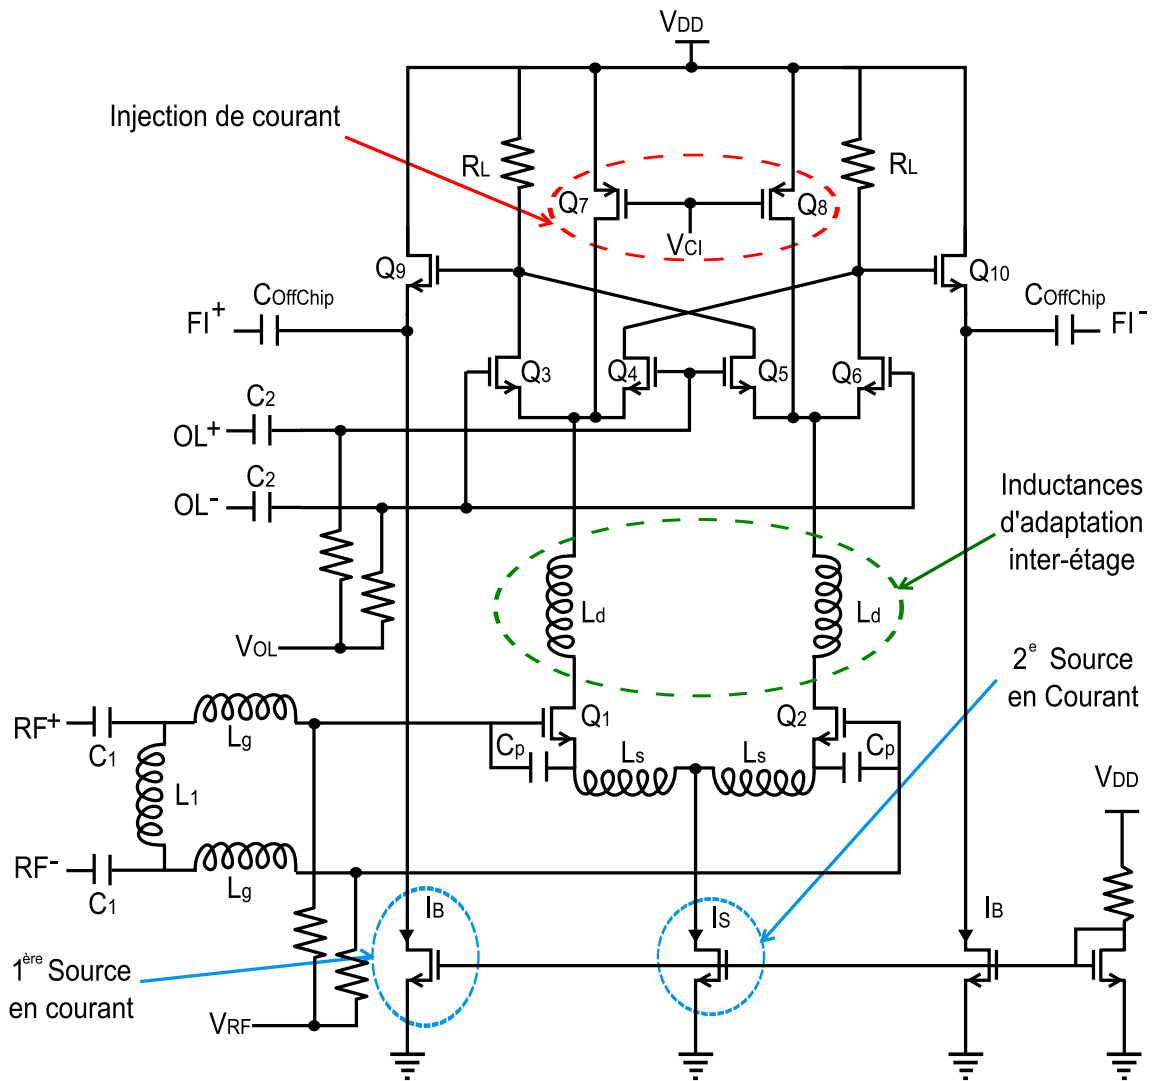 VDD
Injection de courant
RL
RL
Q7
Q8
VCI
Q9
Q10
COffChip
COffChip
FI+
FI-
Q3
Q4
Q5
Q6
C2
OL+
C2
OL-
Inductances
d'adaptation
inter-étage
Ld
Ld
VOL
2e Source
en Courant
RF+
C1
Lg
Q1
Q2
Cp
Cp
Ls
Ls
L1
VDD
RF-
C1
Lg
IB
IS
IB
1ère Source
en courant
VRF